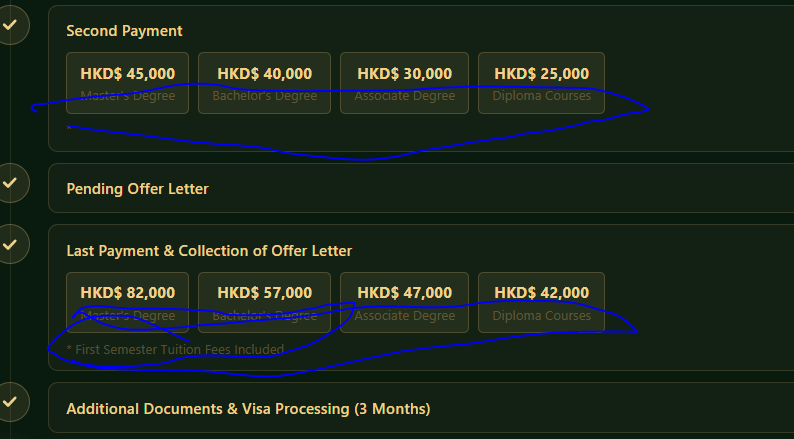 Second Payment
HKD$ 45,000 HKD$ 40,000 HKD$ 30,000 HKD$ 25,000
Master's Degree Bachelor's Degree Associate Degree Diploma Courses
Pending Offer Letter
Last Payment & Collection of Offer Letter
HKD$ 82,000 HKD$ 57,000 HKD$ 47,000 HKD$ 42,000
Master's Degree Bachelor's Degree Associate Degree Diploma Courses
* First Semester Tuition Fees Included
Additional Documents & Visa Processing (3 Months)